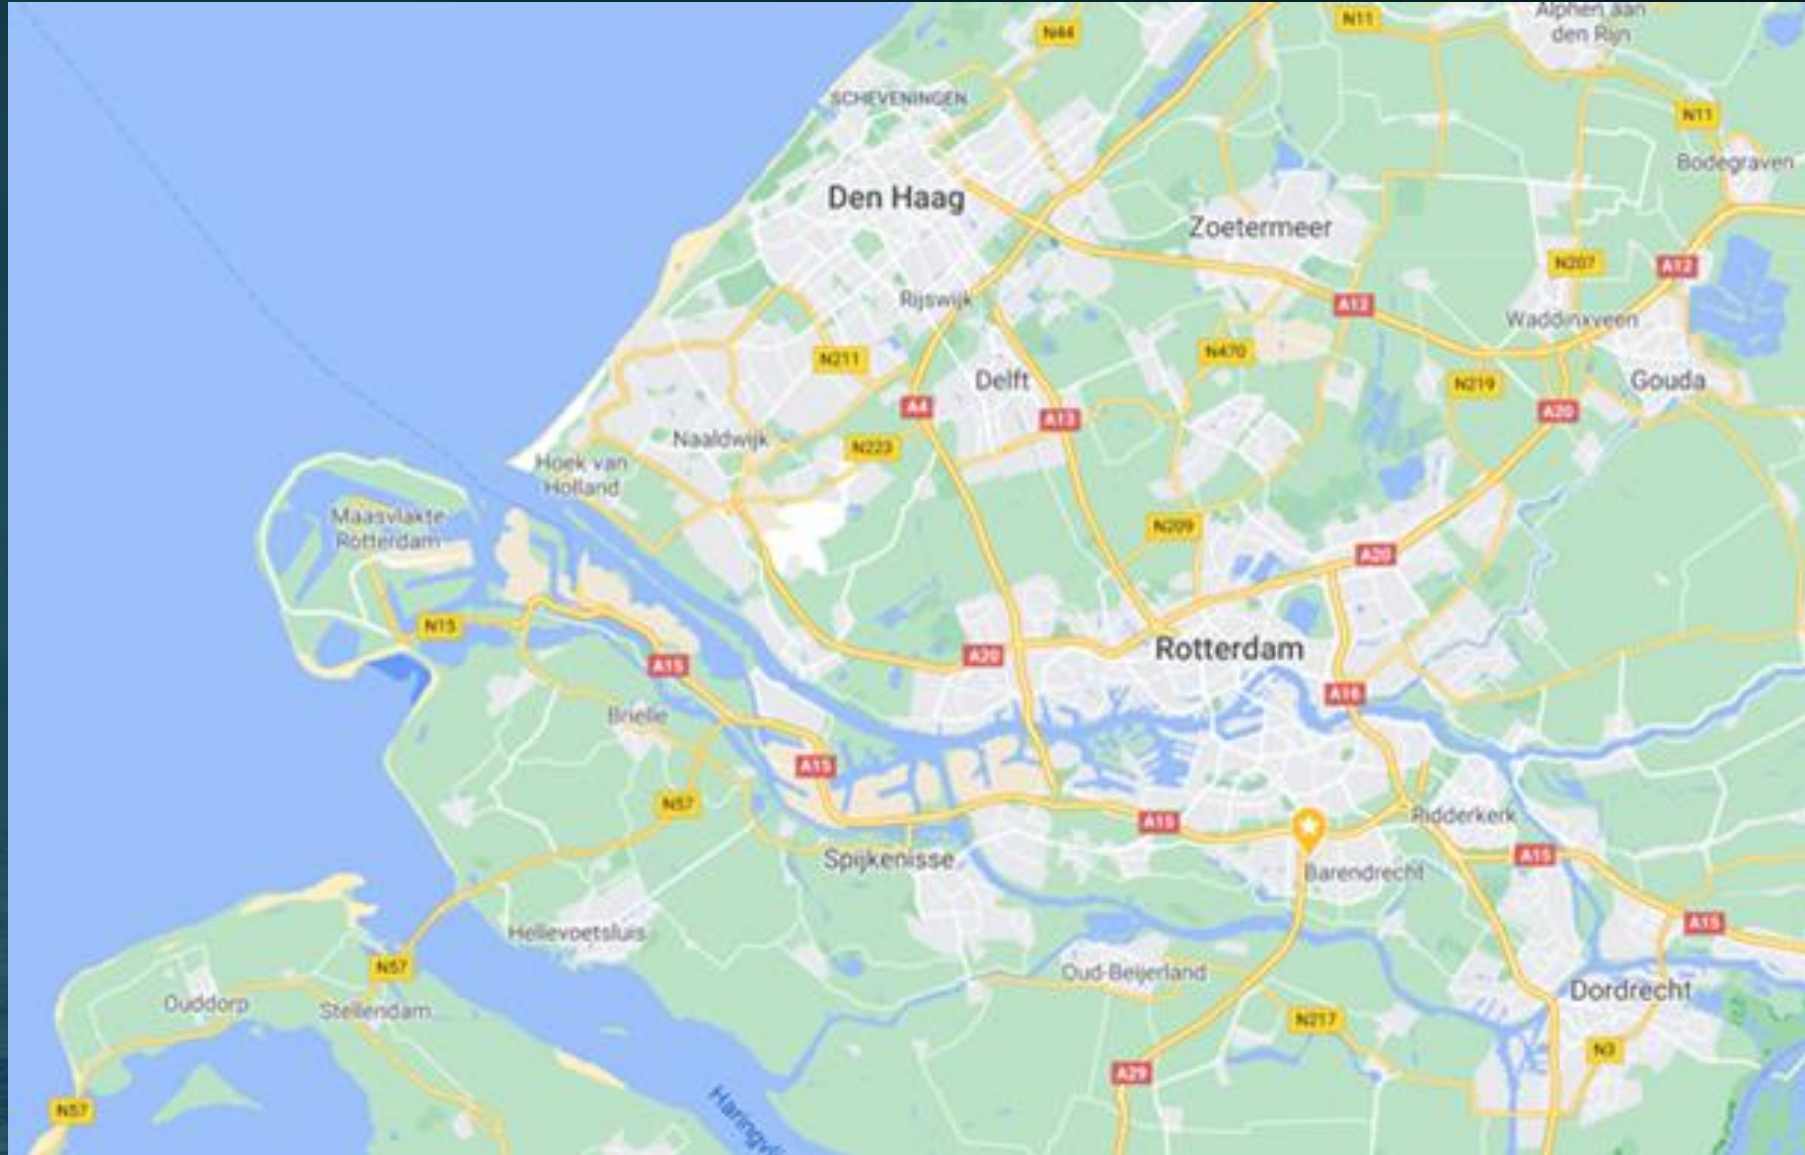 N44
N11
Alphen aan
den Rijn
SCHEVENINGEN
N11
Bodegraven
Den Haag
Zoetermeer
N207
A12
Rijswijk
A12
Waddinxveen
N211
N470
Delft
N219
Gouda
A4
A13
A20
Naaldwijk
N223
Hoek van
Holland
Maasvlakte
Rotterdam
N209
A20
N15
A15
A20
Rotterdam
A16
Brielle
A15
N57
A15
Ridderkerk
Spijkenisse
A15
Barendrecht
Hellevoetsluis
A15
N57
Oud-Beijerland
Ouddorp
Stellendam
Dordrecht
N217
N3
A29
N57